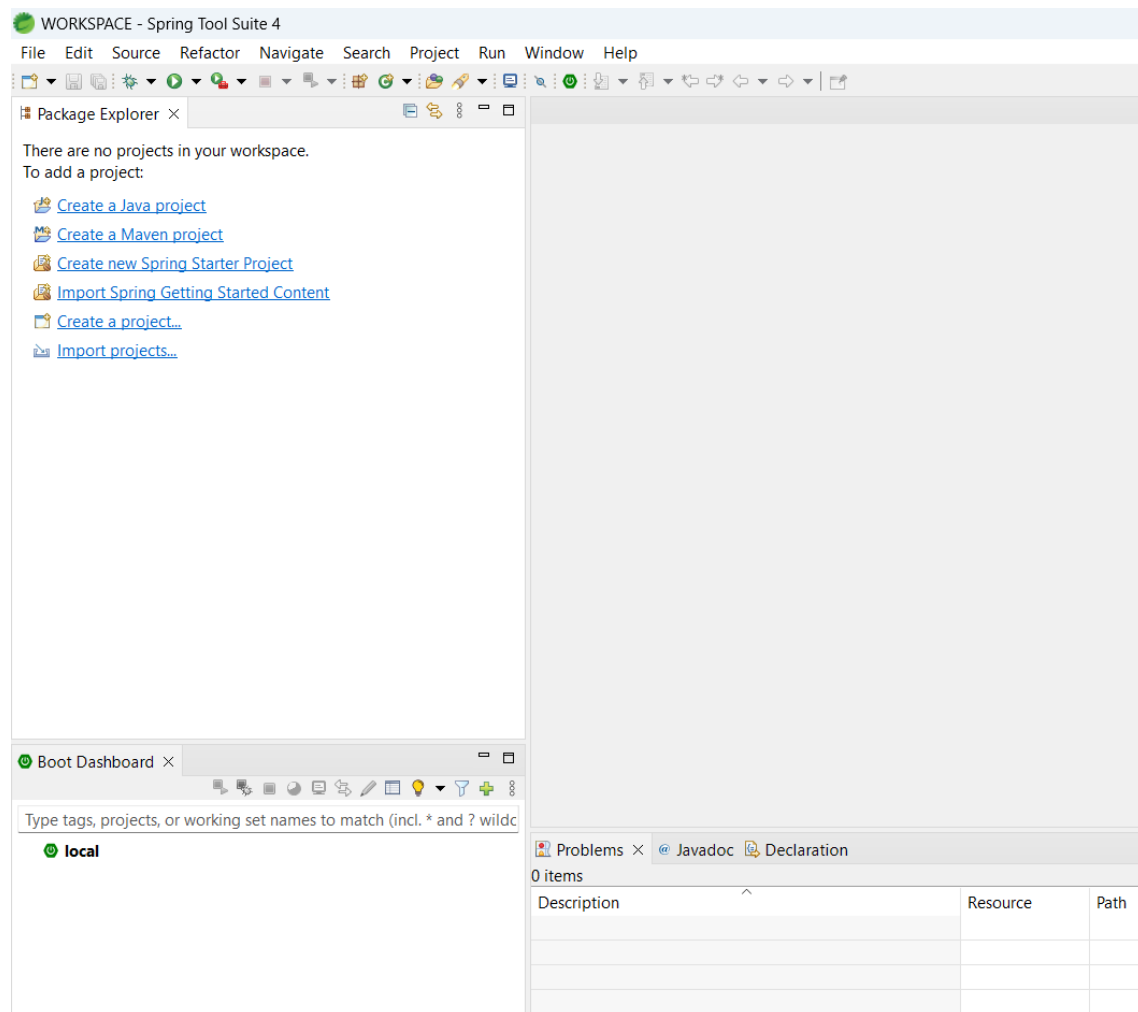 WORKSPACE - Spring Tool Suite 4
File Edit Source Refactor Navigate Search Project Run Window Help
Package Explorer
There are no projects in your workspace.
To add a project:
Create a Java project
Create a Maven project
Create new Spring Starter Project
Import Spring Getting Started Content
Create a project...
Import projects...
Boot Dashboard
Type tags, projects, or working set names to match (incl. * and ? wildc
local
Problems @ Javadoc Declaration
0 items
Description Resource Path